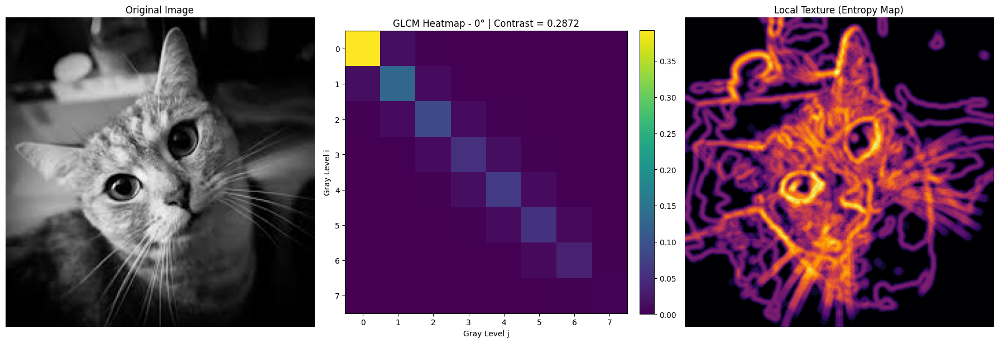 Original Image
GLCM Heatmap - 0° | Contrast = 0.2872
Local Texture (Entropy Map)
Gray Level i
0
1
2
3
4
5
6
7
0 1 2 3 4 5 6 7
Gray Level j
0.35
0.30
0.25
0.20
0.15
0.10
0.05
0.00